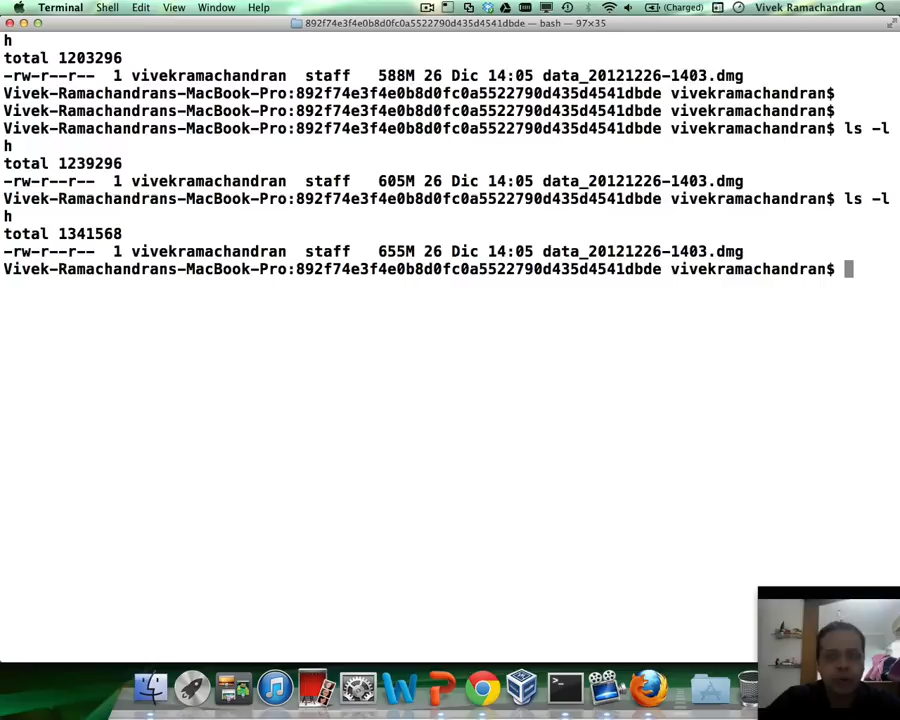 Terminal Shell Edit View Window Help (Charged) Vivek Ramachandran
892f74e3f4e0b8d0fc0a5522790d435d4541dbde — bash — 97×35
h
total 1203296
-rw-r--r-- 1 vivekramachandran staff 588M 26 Dic 14:05 data_20121226-1403.dmg
Vivek-Ramachandrans-MacBook-Pro:892f74e3f4e0b8d0fc0a5522790d435d4541dbde vivekramachandran$
Vivek-Ramachandrans-MacBook-Pro:892f74e3f4e0b8d0fc0a5522790d435d4541dbde vivekramachandran$
Vivek-Ramachandrans-MacBook-Pro:892f74e3f4e0b8d0fc0a5522790d435d4541dbde vivekramachandran$ ls -l
h
total 1239296
-rw-r--r-- 1 vivekramachandran staff 605M 26 Dic 14:05 data_20121226-1403.dmg
Vivek-Ramachandrans-MacBook-Pro:892f74e3f4e0b8d0fc0a5522790d435d4541dbde vivekramachandran$ ls -l
h
total 1341568
-rw-r--r-- 1 vivekramachandran staff 655M 26 Dic 14:05 data_20121226-1403.dmg
Vivek-Ramachandrans-MacBook-Pro:892f74e3f4e0b8d0fc0a5522790d435d4541dbde vivekramachandran$